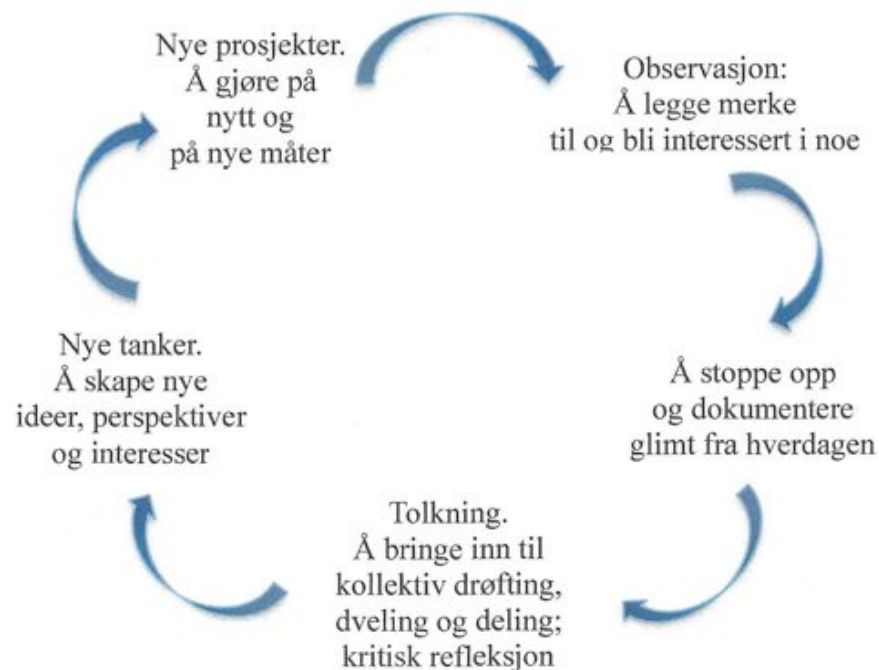 Nye prosjekter.
Å gjøre på
nytt og
på nye måter
Observasjon:
Å legge merke
til og bli interessert i noe
Å stoppe opp
og dokumentere
glimt fra hverdagen
Tolkning.
Å bringe inn til
kollektiv drøfting,
dveling og deling;
kritisk refleksjon
Nye tanker.
Å skape nye
ideer, perspektiver
og interesser